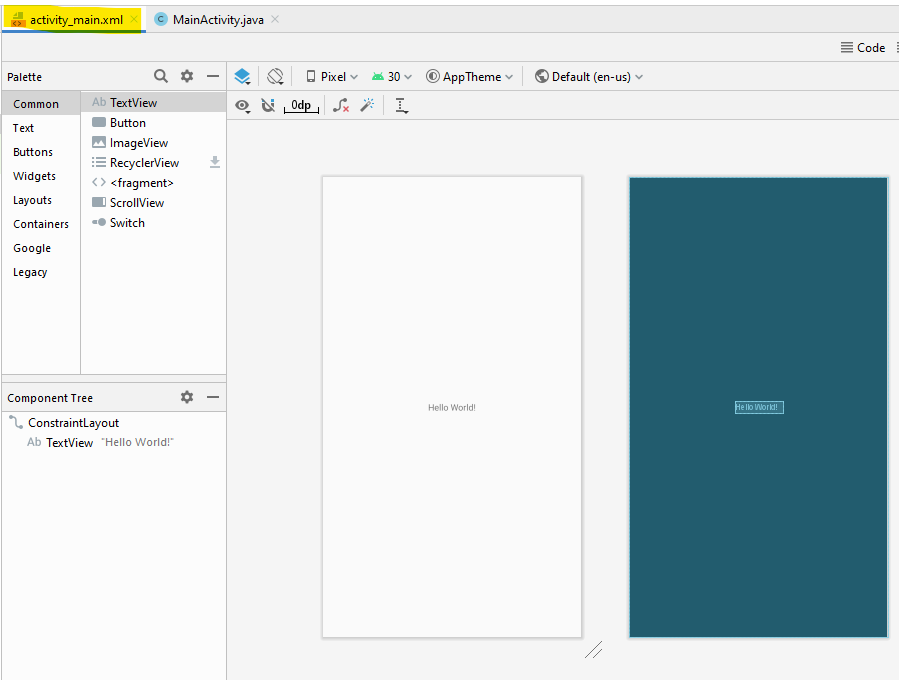 activity_main.xml MainActivity.java
Code
Palette Pixel 30 AppTheme Default (en-us)
Common
Text
Buttons
Widgets
Layouts
Containers
Google
Legacy
Ab TextView
Button
ImageView
RecyclerView
<fragment>
ScrollView
Switch
0dp
Component Tree
ConstraintLayout
Ab TextView "Hello World!"
Hello World!
Hello World!